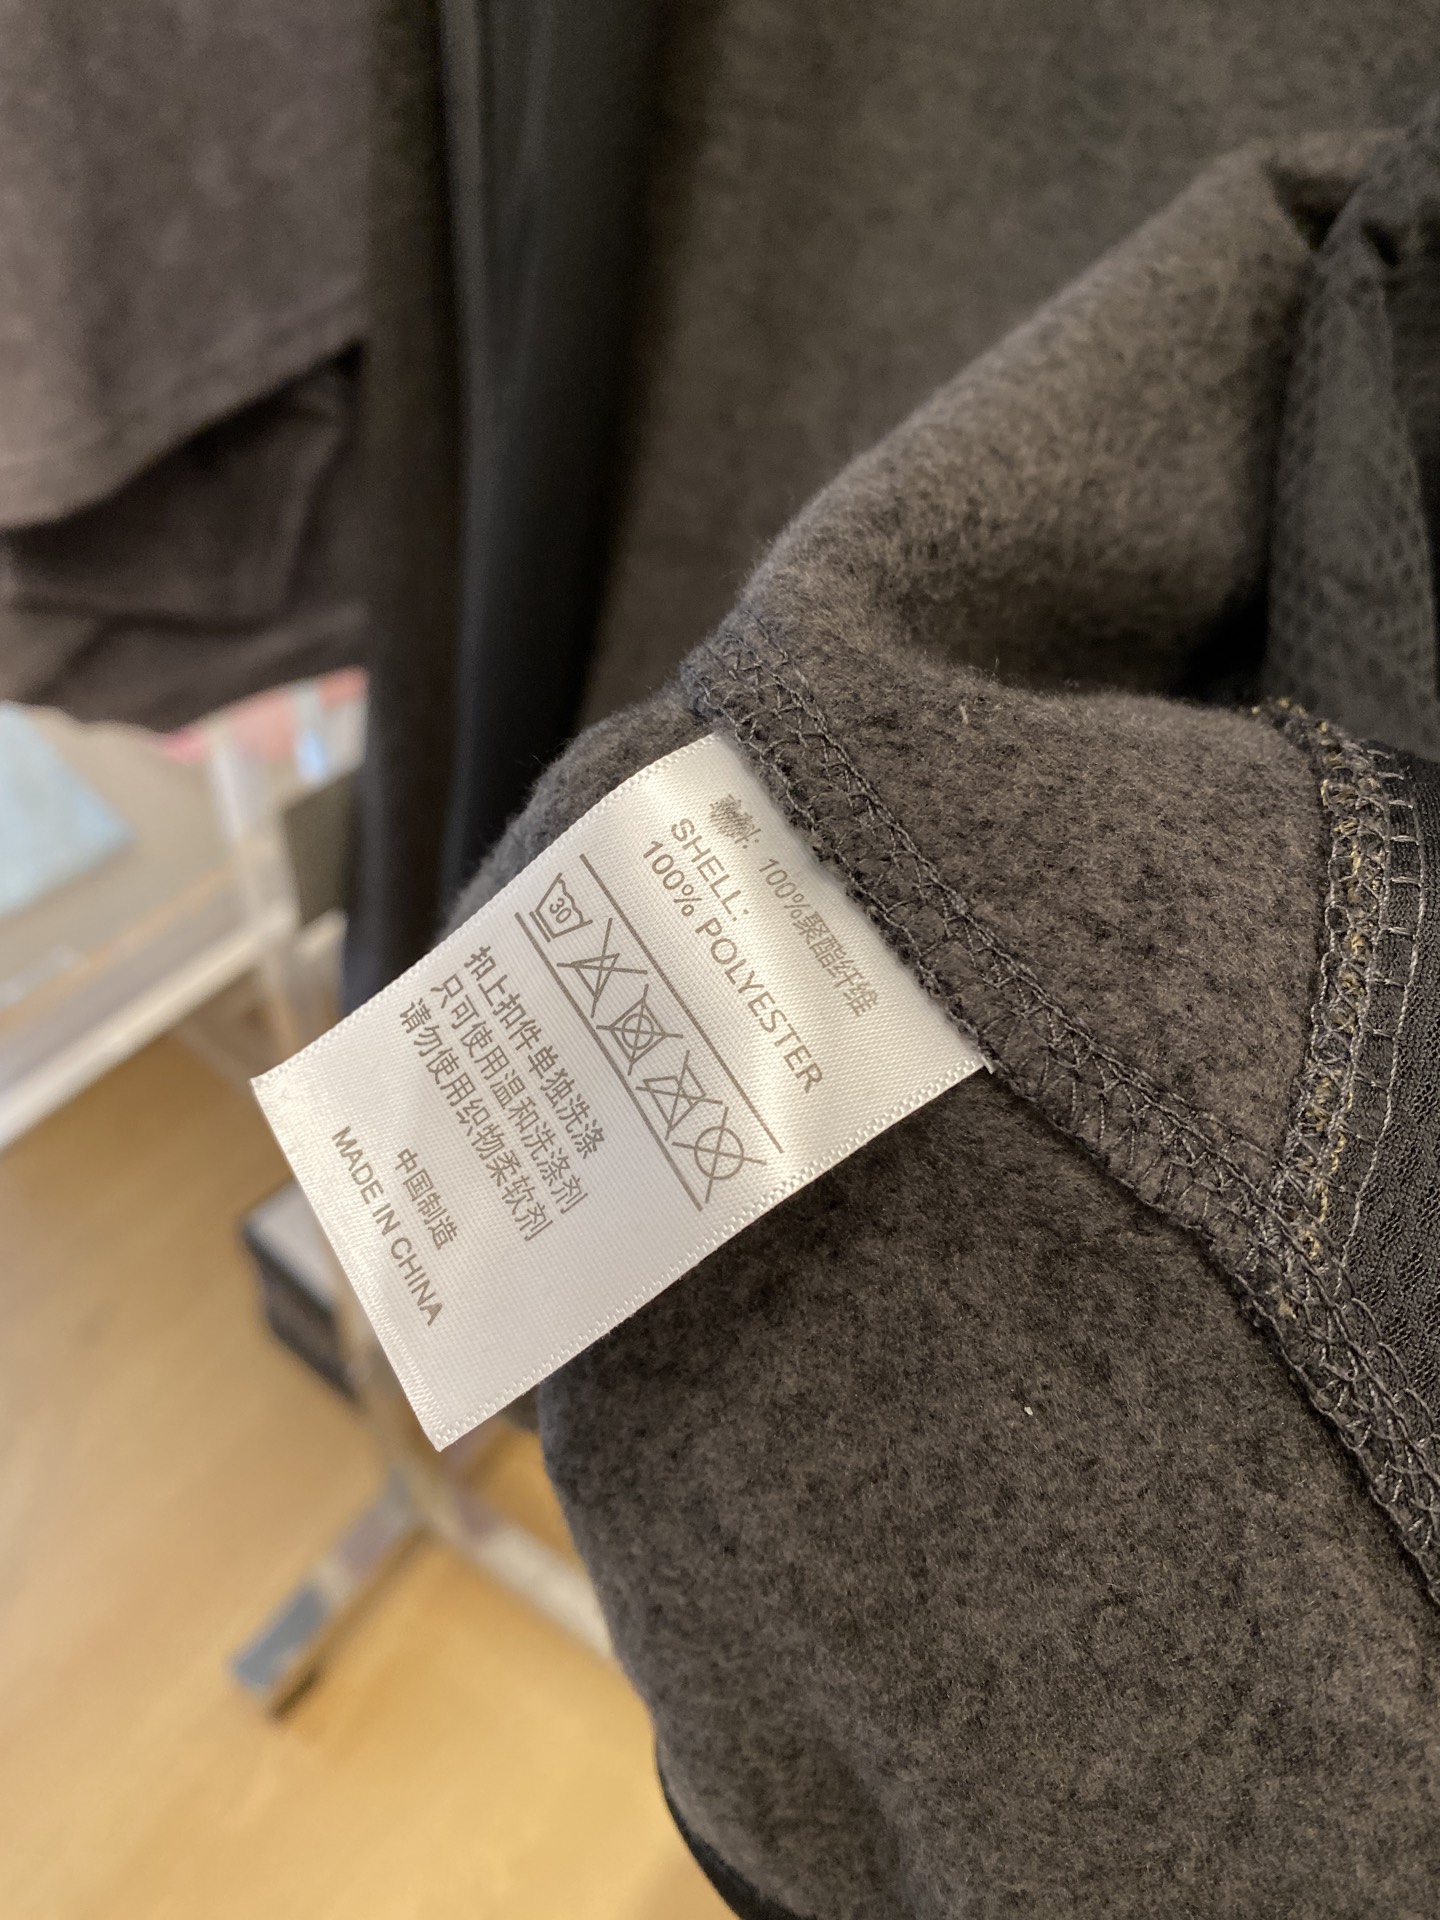 料: 100%聚酯纤维
SHELL:
100% POLYESTER
30
扣上扣件单独洗涤
只可使用温和洗涤剂
请勿使用织物柔软剂
中国制造
MADE IN CHINA